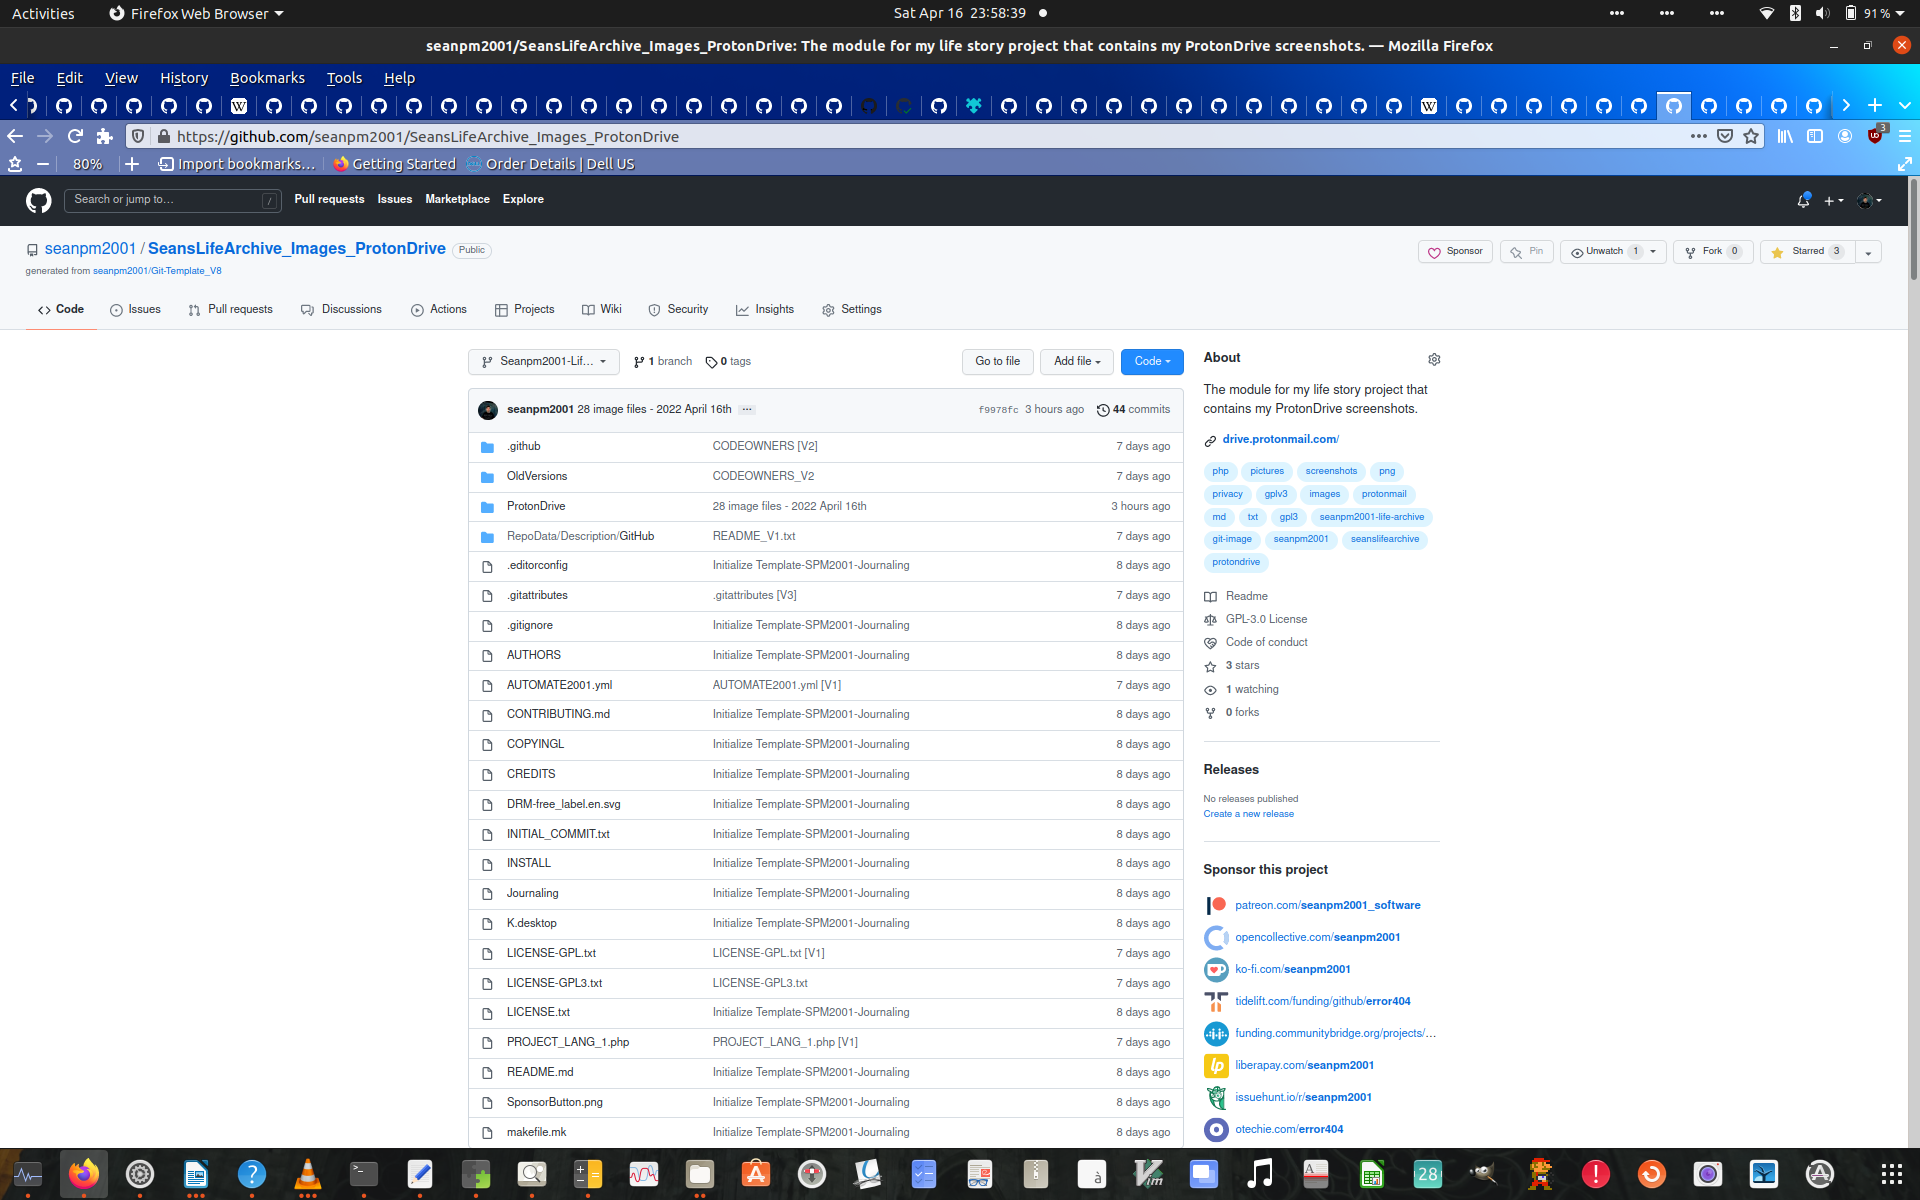 Activities
Firefox Web Browser
Sat Apr 16 23:58:39
91 %
seanpm2001/SeansLifeArchive_Images_ProtonDrive: The module for my life story project that contains my ProtonDrive screenshots. — Mozilla Firefox
File Edit View History Bookmarks Tools Help
https://github.com/seanpm2001/SeansLifeArchive_Images_ProtonDrive
3
80%
Import bookmarks...
Getting Started
Order Details | Dell US
Search or jump to...
/
Pull requests Issues Marketplace Explore
seanpm2001 / SeansLifeArchive_Images_ProtonDrive Public
Sponsor
Pin
Unwatch 1
Fork 0
Starred 3
generated from seanpm2001/Git-Template_V8
Code Issues Pull requests Discussions Actions Projects Wiki Security Insights Settings
Seanpm2001-Lif...
1 branch
0 tags
Go to file
Add file
Code
seanpm2001 28 image files - 2022 April 16th ... f9978fc 3 hours ago 44 commits
.github CODEOWNERS [V2] 7 days ago
OldVersions CODEOWNERS_V2 7 days ago
ProtonDrive 28 image files - 2022 April 16th 3 hours ago
RepoData/Description/GitHub README_V1.txt 7 days ago
.editorconfig Initialize Template-SPM2001-Journaling 8 days ago
.gitattributes .gitattributes [V3] 7 days ago
.gitignore Initialize Template-SPM2001-Journaling 8 days ago
AUTHORS Initialize Template-SPM2001-Journaling 8 days ago
AUTOMATE2001.yml AUTOMATE2001.yml [V1] 7 days ago
CONTRIBUTING.md Initialize Template-SPM2001-Journaling 8 days ago
COPYINGL Initialize Template-SPM2001-Journaling 8 days ago
CREDITS Initialize Template-SPM2001-Journaling 8 days ago
DRM-free_label.en.svg Initialize Template-SPM2001-Journaling 8 days ago
INITIAL_COMMIT.txt Initialize Template-SPM2001-Journaling 8 days ago
INSTALL Initialize Template-SPM2001-Journaling 8 days ago
Journaling Initialize Template-SPM2001-Journaling 8 days ago
K.desktop Initialize Template-SPM2001-Journaling 8 days ago
LICENSE-GPL.txt LICENSE-GPL.txt [V1] 7 days ago
LICENSE-GPL3.txt LICENSE-GPL3.txt 7 days ago
LICENSE.txt Initialize Template-SPM2001-Journaling 8 days ago
PROJECT_LANG_1.php PROJECT_LANG_1.php [V1] 7 days ago
README.md Initialize Template-SPM2001-Journaling 8 days ago
SponsorButton.png Initialize Template-SPM2001-Journaling 8 days ago
makefile.mk Initialize Template-SPM2001-Journaling 8 days ago
About
The module for my life story project that
contains my ProtonDrive screenshots.
drive.protonmail.com/
php pictures screenshots png
privacy gplv3 images protonmail
md txt gpl3 seanpm2001-life-archive
git-image seanpm2001 seanslifearchive
protondrive
Readme
GPL-3.0 License
Code of conduct
3 stars
1 watching
0 forks
Releases
No releases published
Create a new release
Sponsor this project
patreon.com/seanpm2001_software
opencollective.com/seanpm2001
ko-fi.com/seanpm2001
tidelift.com/funding/github/error404
funding.communitybridge.org/projects/...
lp liberapay.com/seanpm2001
issuehunt.io/r/seanpm2001
otechie.com/error404
28